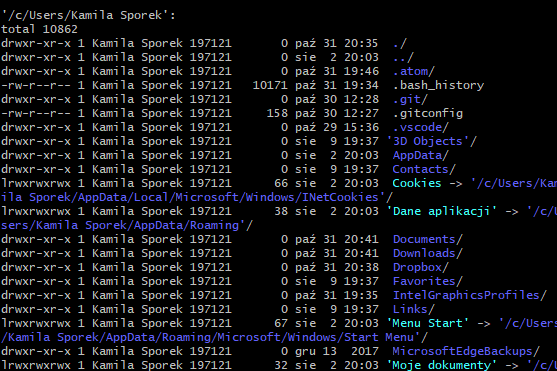 '/c/Users/Kamila Sporek':
total 10862
drwxr-xr-x 1 Kamila Sporek 197121 0 paź 31 20:35 ./
drwxr-xr-x 1 Kamila Sporek 197121 0 sie 2 20:03 ../
drwxr-xr-x 1 Kamila Sporek 197121 0 paź 31 19:46 .atom/
-rw-r--r-- 1 Kamila Sporek 197121 10171 paź 31 19:34 .bash_history
drwxr-xr-x 1 Kamila Sporek 197121 0 paź 30 12:28 .git/
-rw-r--r-- 1 Kamila Sporek 197121 158 paź 30 12:27 .gitconfig
drwxr-xr-x 1 Kamila Sporek 197121 0 paź 29 15:36 .vscode/
drwxr-xr-x 1 Kamila Sporek 197121 0 sie 9 19:37 '3D Objects'/
drwxr-xr-x 1 Kamila Sporek 197121 0 sie 2 20:03 AppData/
drwxr-xr-x 1 Kamila Sporek 197121 0 sie 9 19:37 Contacts/
lrwxrwxrwx 1 Kamila Sporek 197121 66 sie 2 20:03 Cookies -> '/c/Users/Kam
ila Sporek/AppData/Local/Microsoft/Windows/INetCookies'/
lrwxrwxrwx 1 Kamila Sporek 197121 38 sie 2 20:03 'Dane aplikacji' -> '/c/U
sers/Kamila Sporek/AppData/Roaming'/
drwxr-xr-x 1 Kamila Sporek 197121 0 paź 31 20:41 Documents/
drwxr-xr-x 1 Kamila Sporek 197121 0 paź 31 20:41 Downloads/
drwxr-xr-x 1 Kamila Sporek 197121 0 paź 31 20:38 Dropbox/
drwxr-xr-x 1 Kamila Sporek 197121 0 sie 9 19:37 Favorites/
drwxr-xr-x 1 Kamila Sporek 197121 0 paź 31 19:35 IntelGraphicsProfiles/
drwxr-xr-x 1 Kamila Sporek 197121 0 sie 9 19:37 Links/
lrwxrwxrwx 1 Kamila Sporek 197121 67 sie 2 20:03 'Menu Start' -> '/c/Users
/Kamila Sporek/AppData/Roaming/Microsoft/Windows/Start Menu'/
drwxr-xr-x 1 Kamila Sporek 197121 0 gru 13 2017 MicrosoftEdgeBackups/
lrwxrwxrwx 1 Kamila Sporek 197121 32 sie 2 20:03 'Moje dokumenty' -> '/c/U